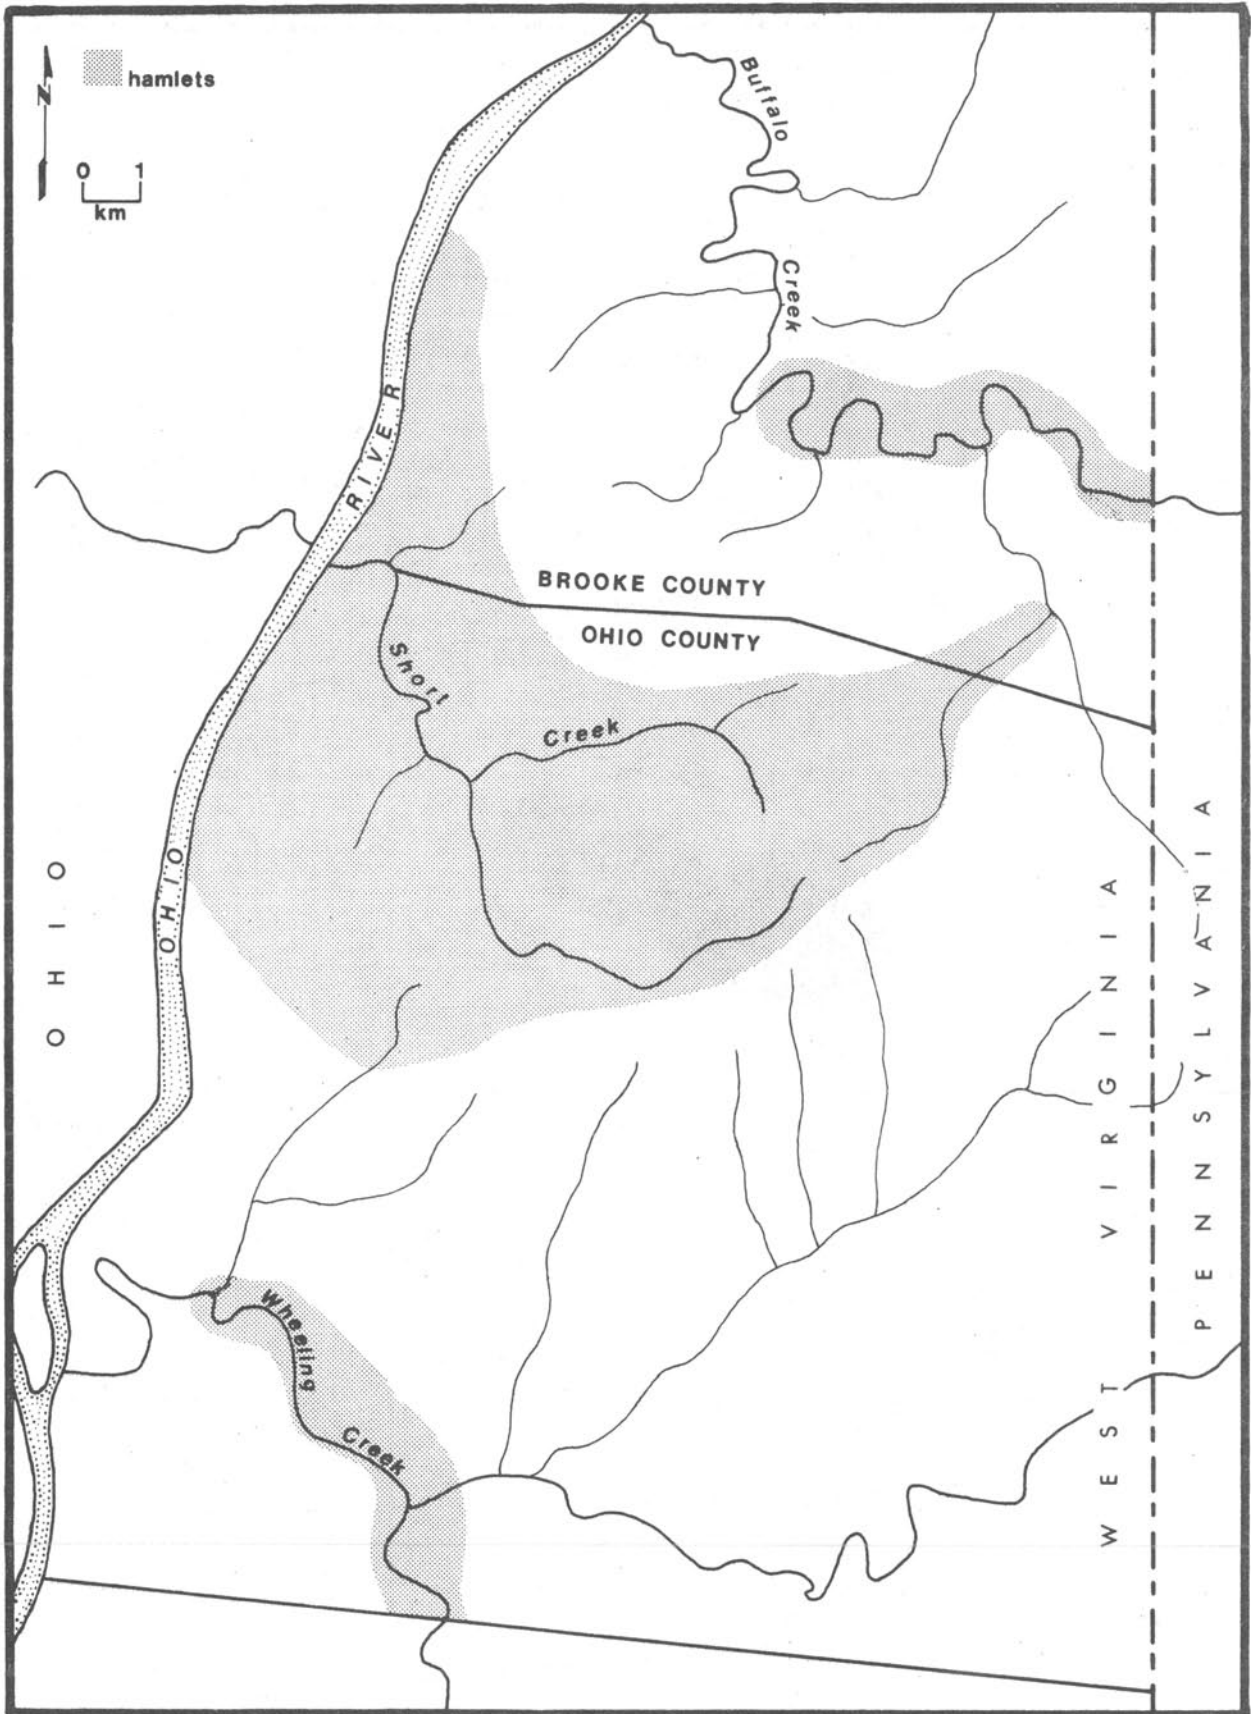 N
hamlets
0 1
km
Buffalo
Creek
RIVER
BROOKE COUNTY
OHIO COUNTY
Short
Creek
OHIO
OHIO
WEST VIRGINIA
PENNSYLVANIA
Wheeling
Creek